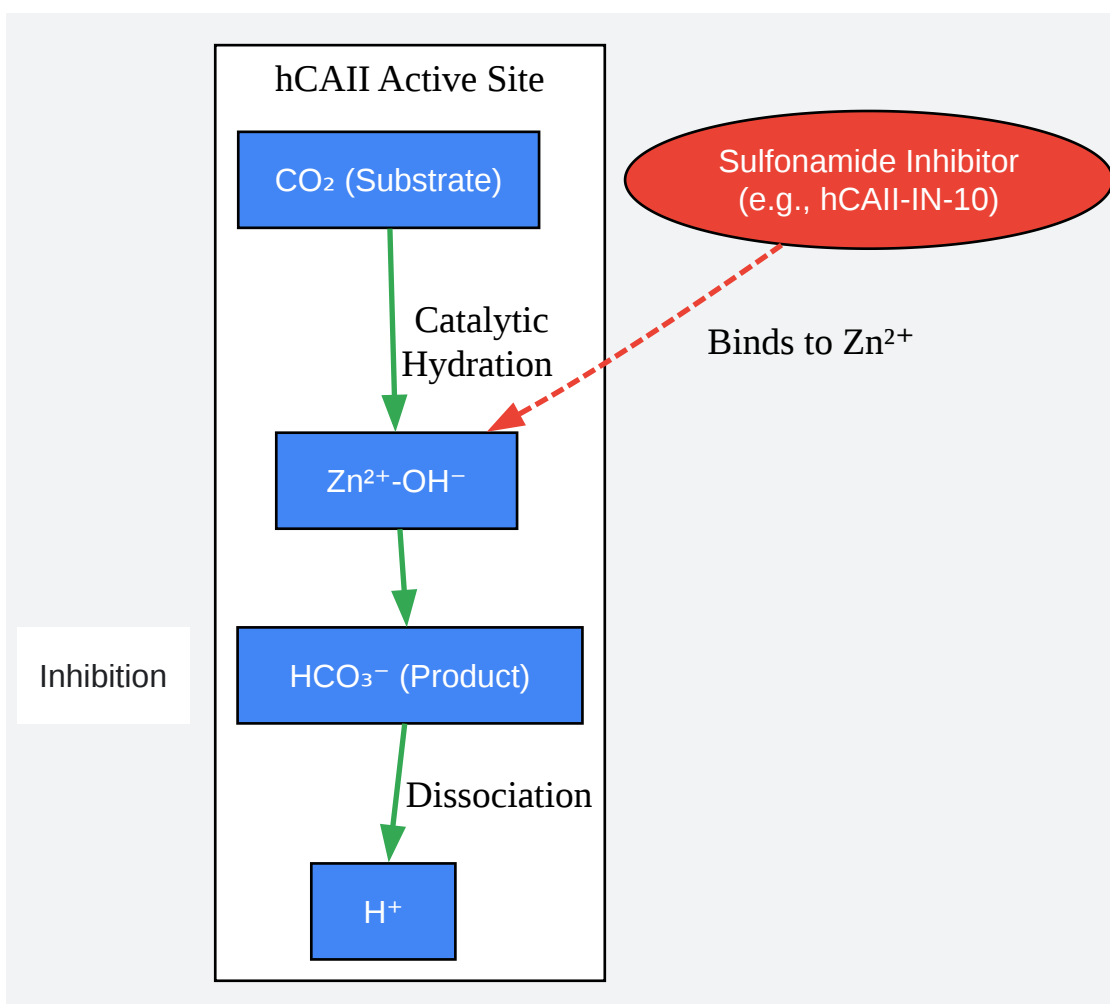 hCAII Active Site
CO₂ (Substrate)
Sulfonamide Inhibitor
(e.g., hCAII-IN-10)
Catalytic
Hydration
Binds to Zn²⁺
Zn²⁺-OH⁻
HCO₃⁻ (Product)
Inhibition
Dissociation
H⁺